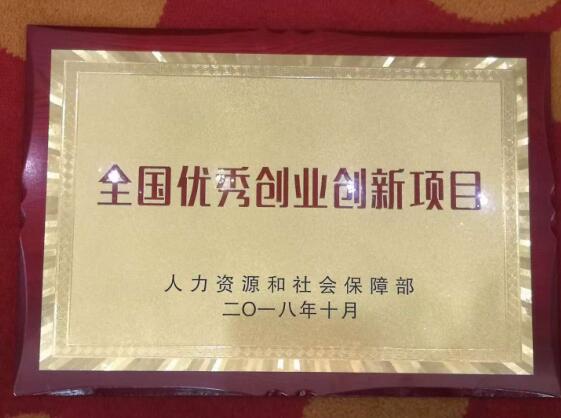 全国优秀创业创新项目
人力资源和社会保障部
二〇一八年十月